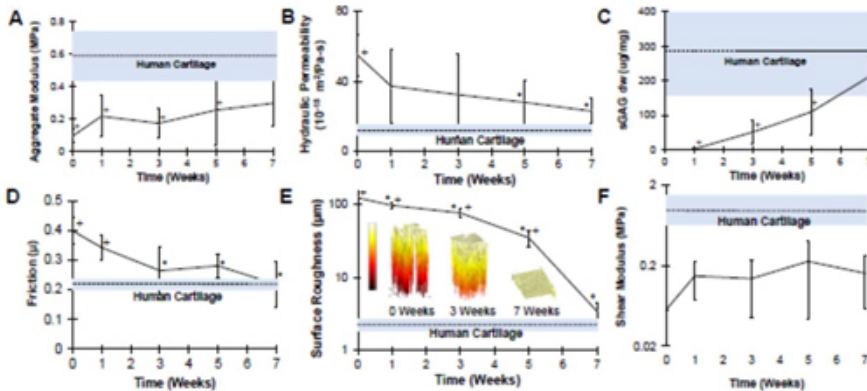 A
Aggregate Modulus (MPa)
0.8
0.6
0.4
0.2
0
Human Cartilage
0 1 2 3 4 5 6 7
Time (Weeks)
B
Hydraulic Permeability
(10⁻¹⁵ m²/Pa-s)
80
40
0
Human Cartilage
0 1 2 3 4 5 6 7
Time (Weeks)
C
sGAG dw (ug/mg)
400
300
200
100
0
Human Cartilage
0 1 2 3 4 5 6 7
Time (Weeks)
D
Friction (μ)
0.5
0.4
0.3
0.2
0.1
0
Human Cartilage
0 1 2 3 4 5 6 7
Time (Weeks)
E
Surface Roughness (μm)
100
10
1
0 Weeks 3 Weeks 7 Weeks
Human Cartilage
0 1 2 3 4 5 6 7
Time (Weeks)
F
Shear Modulus (MPa)
2
0.2
0.02
Human Cartilage
0 1 2 3 4 5 6 7
Time (Weeks)